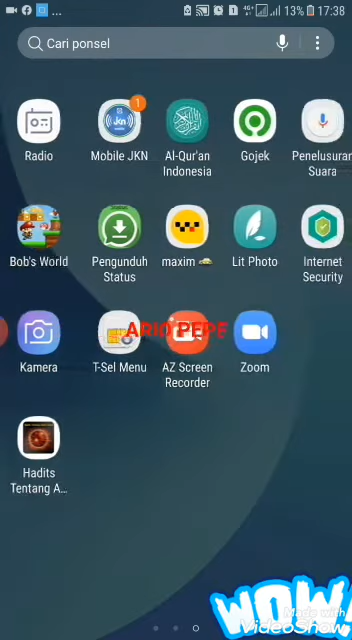 ... 4G+ 13% 17:38
Cari ponsel
1
Radio
Mobile JKN
Al-Qur'an
Indonesia
Gojek
Penelusuran
Suara
Bob's World
Pengunduh
Status
maxim
Lit Photo
Internet
Security
ARIO PEPE
Kamera
T-Sel Menu
AZ Screen
Recorder
Zoom
Hadits
Tentang A...
WOW!
Made with
VideoShow